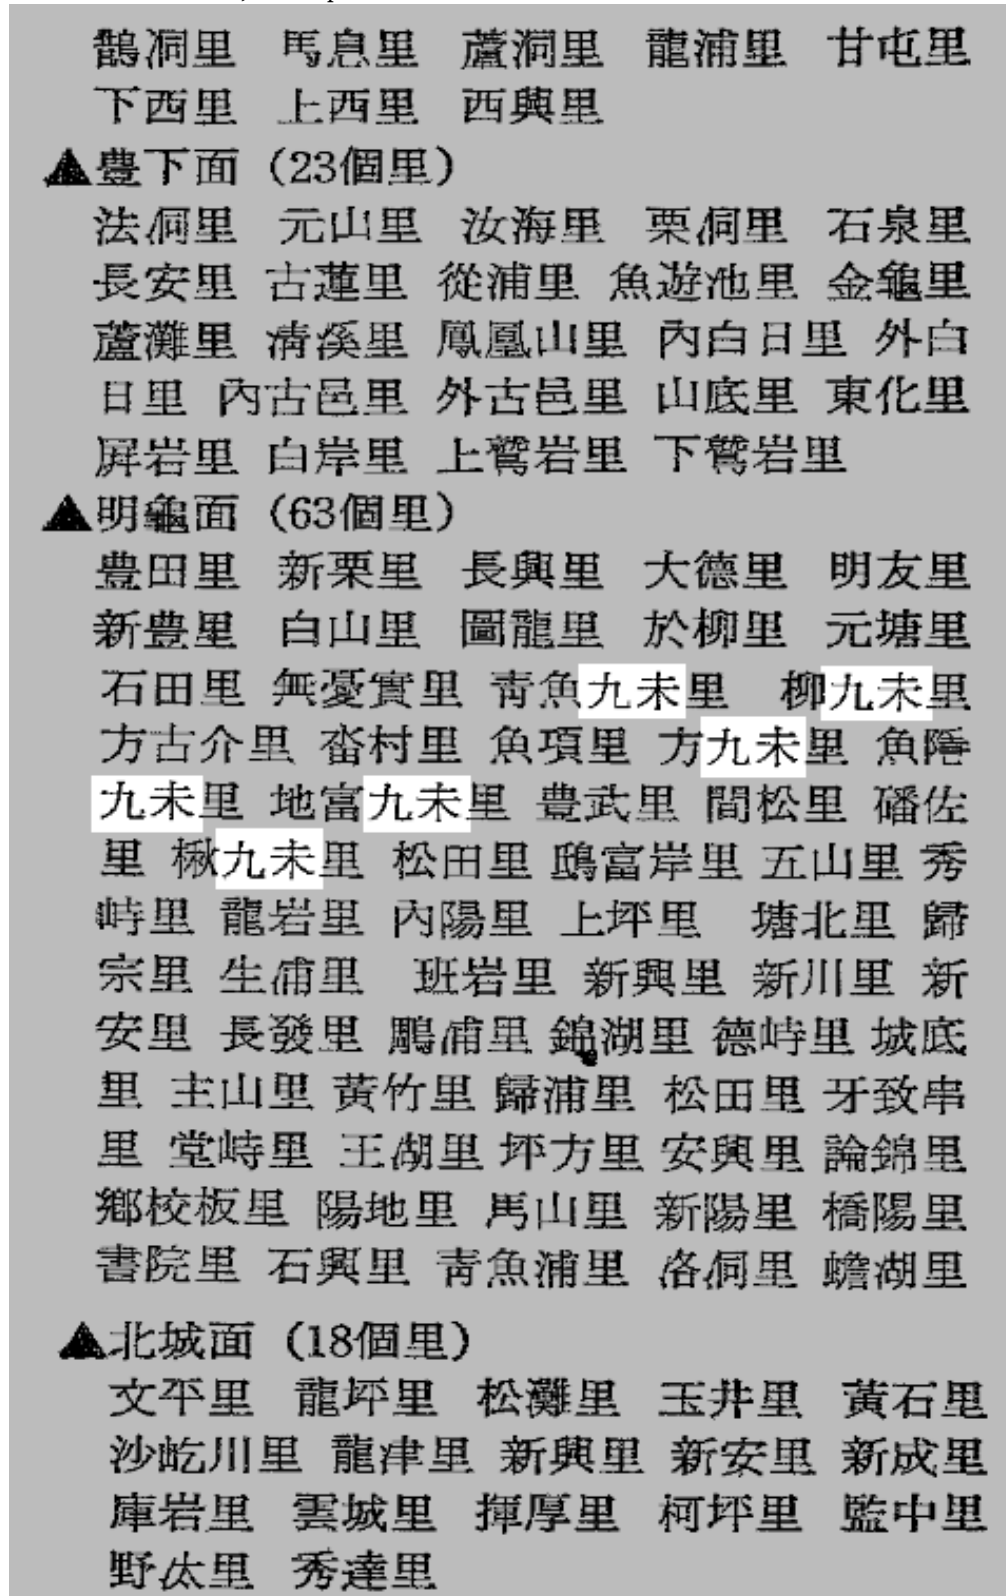 鵲洞里 馬息里 蘆洞里 龍浦里 甘屯里
下西里 上西里 西興里
▲豊下面 (23個里)
法洞里 元山里 汝海里 栗洞里 石泉里
長安里 古蓮里 從浦里 魚遊池里 金龜里
蘆灘里 淸溪里 鳳凰山里 內白日里 外白
日里 內古邑里 外古邑里 山底里 東化里
屛岩里 白岸里 上鷲岩里 下鷲岩里
▲明龜面 (63個里)
豊田里 新栗里 長興里 大德里 明友里
新豊里 白山里 圖龍里 於柳里 元塘里
石田里 無憂實里 靑魚九未里 柳九未里
方古介里 畓村里 魚項里 方九未里 魚隱
九未里 地富九未里 豊武里 間松里 磻佐
里 楸九未里 松田里 鴟富岸里 五山里 秀
峙里 龍岩里 內陽里 上坪里 塘北里 歸
宗里 生浦里 班岩里 新興里 新川里 新
安里 長發里 鵬浦里 錦湖里 德峙里 城底
里 主山里 黃竹里 歸浦里 松田里 牙致串
里 堂峙里 王湖里 坪方里 安興里 論錦里
鄕校板里 陽地里 馬山里 新陽里 橋陽里
書院里 石興里 靑魚浦里 洛洞里 蟾湖里
▲北城面 (18個里)
文平里 龍坪里 松灘里 玉井里 黃石里
沙屹川里 龍津里 新興里 新安里 新成里
庫岩里 雲城里 揮厚里 柯坪里 監中里
野汰里 秀達里